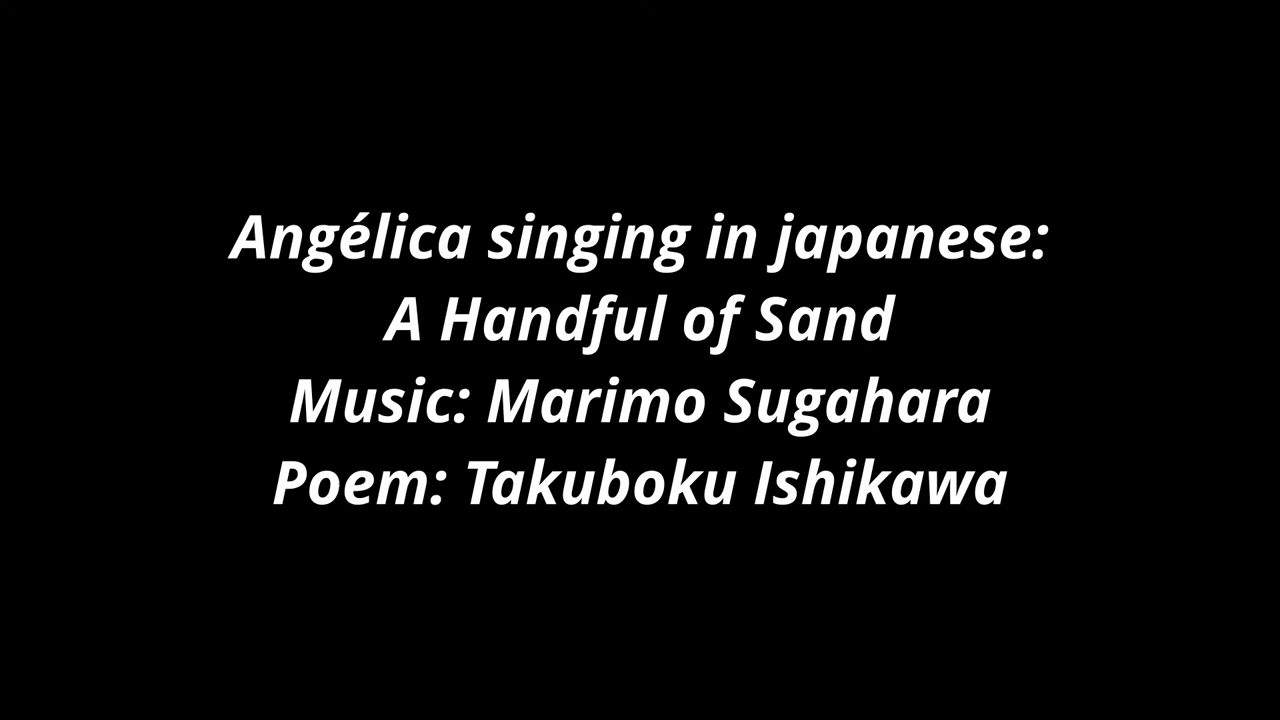 Angélica singing in japanese:
A Handful of Sand
Music: Marimo Sugahara
Poem: Takuboku Ishikawa